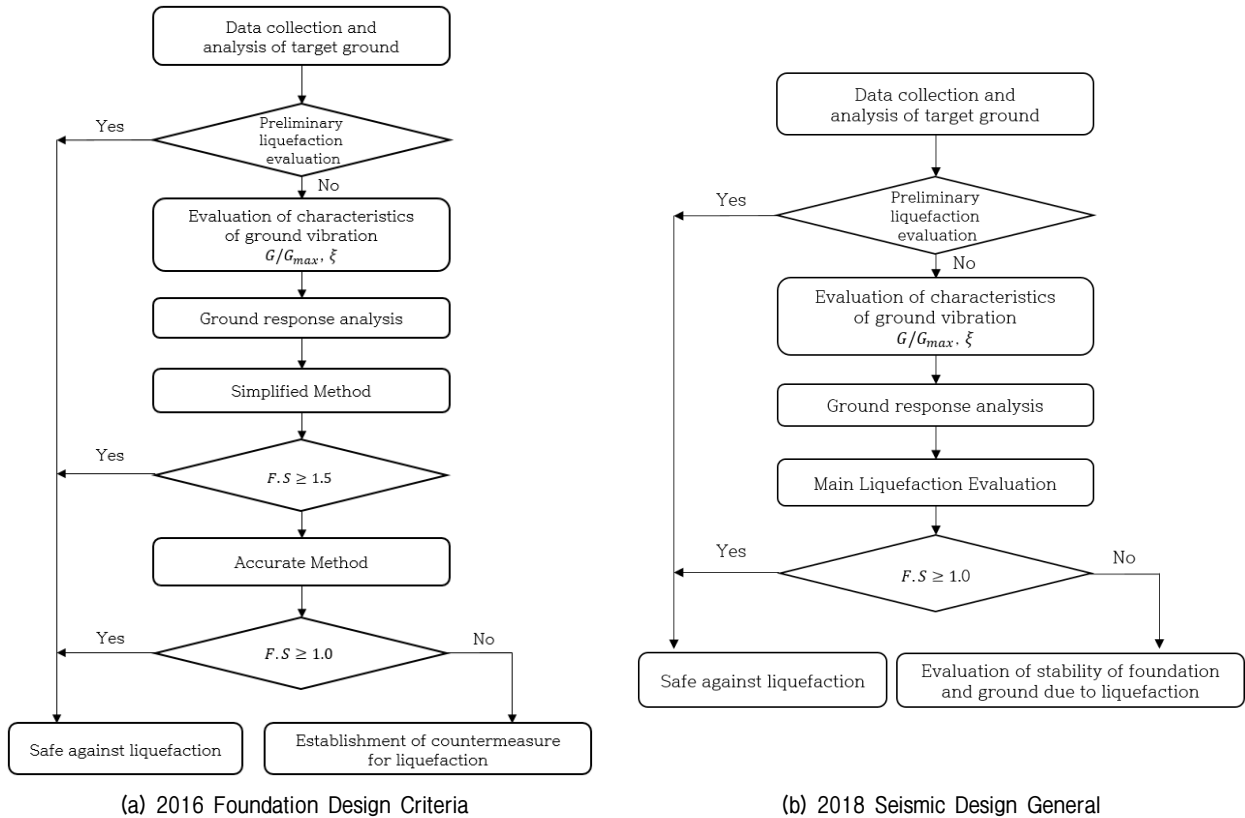 Data collection and
analysis of target ground
Yes
Preliminary
liquefaction
evaluation
No
Evaluation of characteristics
of ground vibration
G/Gmax, ξ
Ground response analysis
Simplified Method
Yes
F.S ≥ 1.5
Accurate Method
Yes
F.S ≥ 1.0
No
Safe against liquefaction
Establishment of countermeasure
for liquefaction
(a) 2016 Foundation Design Criteria
Data collection and
analysis of target ground
Yes
Preliminary
liquefaction
evaluation
No
Evaluation of characteristics
of ground vibration
G/Gmax, ξ
Ground response analysis
Main Liquefaction Evaluation
Yes
F.S ≥ 1.0
No
Safe against liquefaction
Evaluation of stability of foundation
and ground due to liquefaction
(b) 2018 Seismic Design General